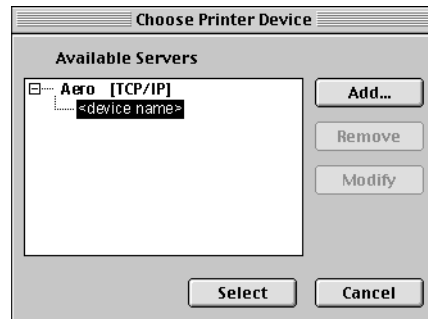 Choose Printer Device
Available Servers
Aero [TCP/IP]
<device name>
Add...
Remove
Modify
Select
Cancel